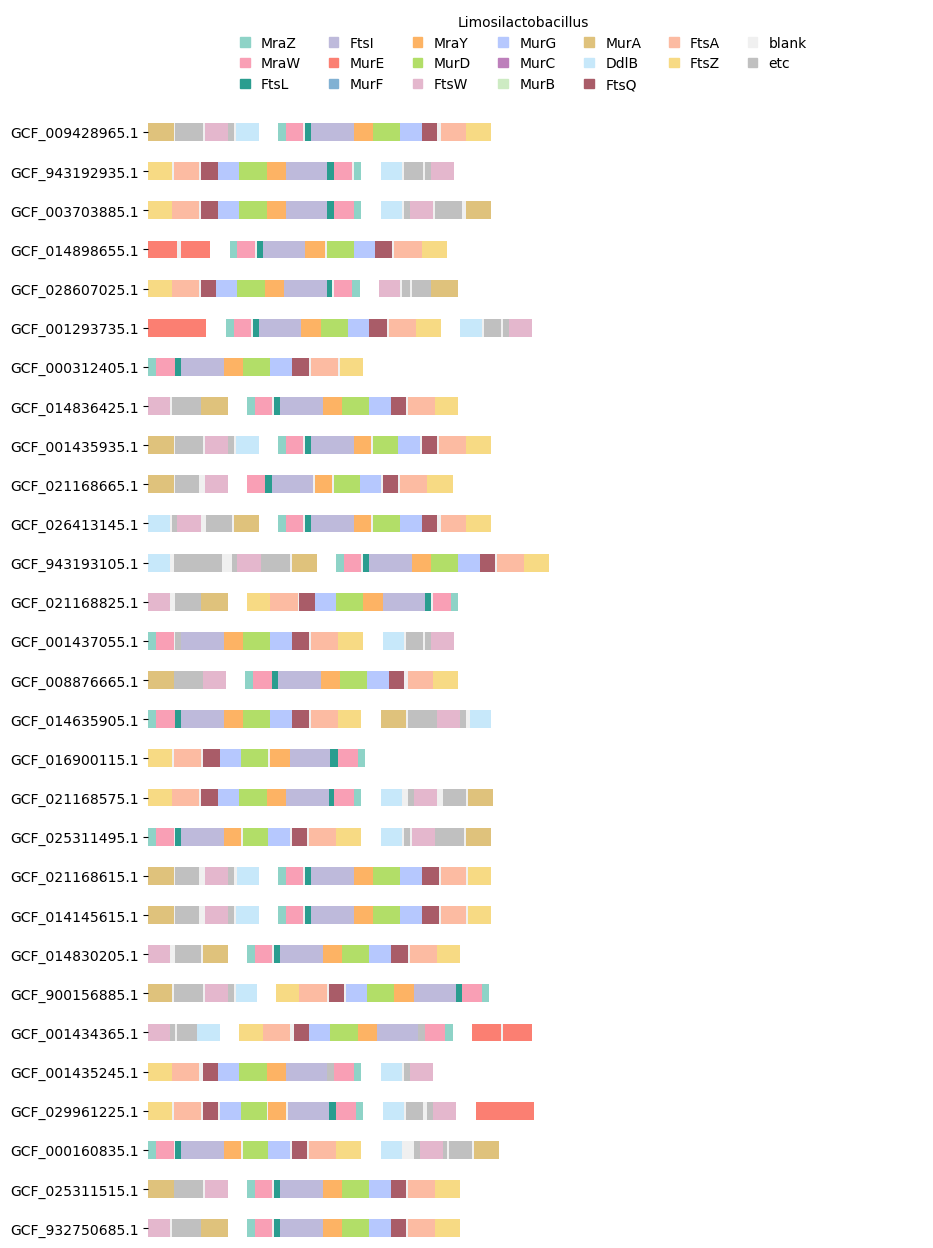 Limosilactobacillus
MraZ FtsI MraY MurG MurA FtsA blank
MraW MurE MurD MurC DdlB FtsZ etc
FtsL MurF FtsW MurB FtsQ
GCF_009428965.1
GCF_943192935.1
GCF_003703885.1
GCF_014898655.1
GCF_028607025.1
GCF_001293735.1
GCF_000312405.1
GCF_014836425.1
GCF_001435935.1
GCF_021168665.1
GCF_026413145.1
GCF_943193105.1
GCF_021168825.1
GCF_001437055.1
GCF_008876665.1
GCF_014635905.1
GCF_016900115.1
GCF_021168575.1
GCF_025311495.1
GCF_021168615.1
GCF_014145615.1
GCF_014830205.1
GCF_900156885.1
GCF_001434365.1
GCF_001435245.1
GCF_029961225.1
GCF_000160835.1
GCF_025311515.1
GCF_932750685.1